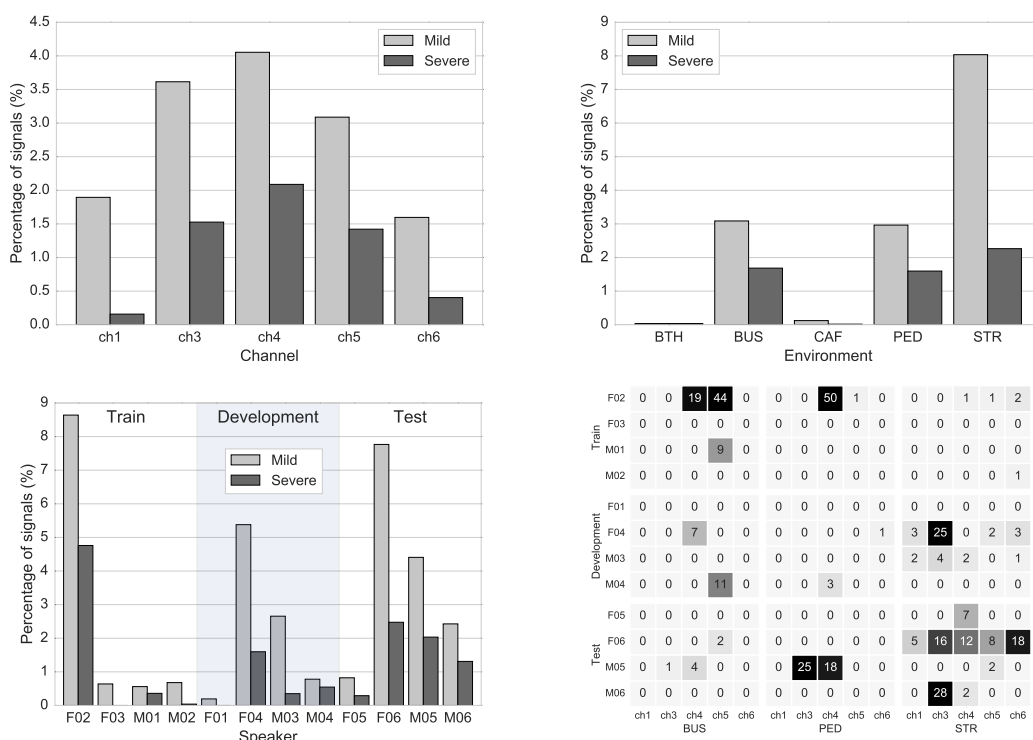 4.5
4.0
3.5
3.0
2.5
2.0
1.5
1.0
0.5
0.0
Percentage of signals (%)
Mild
Severe
ch1 ch3 ch4 ch5 ch6
Channel
9
8
7
6
5
4
3
2
1
0
Percentage of signals (%)
Mild
Severe
BTH BUS CAF PED STR
Environment
9
8
7
6
5
4
3
2
1
0
Percentage of signals (%)
Train Development Test
Mild
Severe
F02 F03 M01 M02 F01 F04 M03 M04 F05 F06 M05 M06
Speaker
Train
Development
Test
F02 0 0 19 44 0 0 0 50 1 0 0 0 1 1 2
F03 0 0 0 0 0 0 0 0 0 0 0 0 0 0 0
M01 0 0 0 9 0 0 0 0 0 0 0 0 0 0 0
M02 0 0 0 0 0 0 0 0 0 0 0 0 0 0 1
F01 0 0 0 0 0 0 0 0 0 0 0 0 0 0 0
F04 0 0 7 0 0 0 0 0 0 1 3 25 0 2 3
M03 0 0 0 0 0 0 0 0 0 0 2 4 2 0 1
M04 0 0 0 11 0 0 0 3 0 0 0 0 0 0 0
F05 0 0 0 0 0 0 0 0 0 0 0 0 7 0 0
F06 0 0 0 2 0 0 0 0 0 0 5 16 12 8 18
M05 0 1 4 0 0 0 25 18 0 0 0 0 0 2 0
M06 0 0 0 0 0 0 0 0 0 0 0 28 2 0 0
ch1 ch3 ch4 ch5 ch6 ch1 ch3 ch4 ch5 ch6 ch1 ch3 ch4 ch5 ch6
BUS PED STR